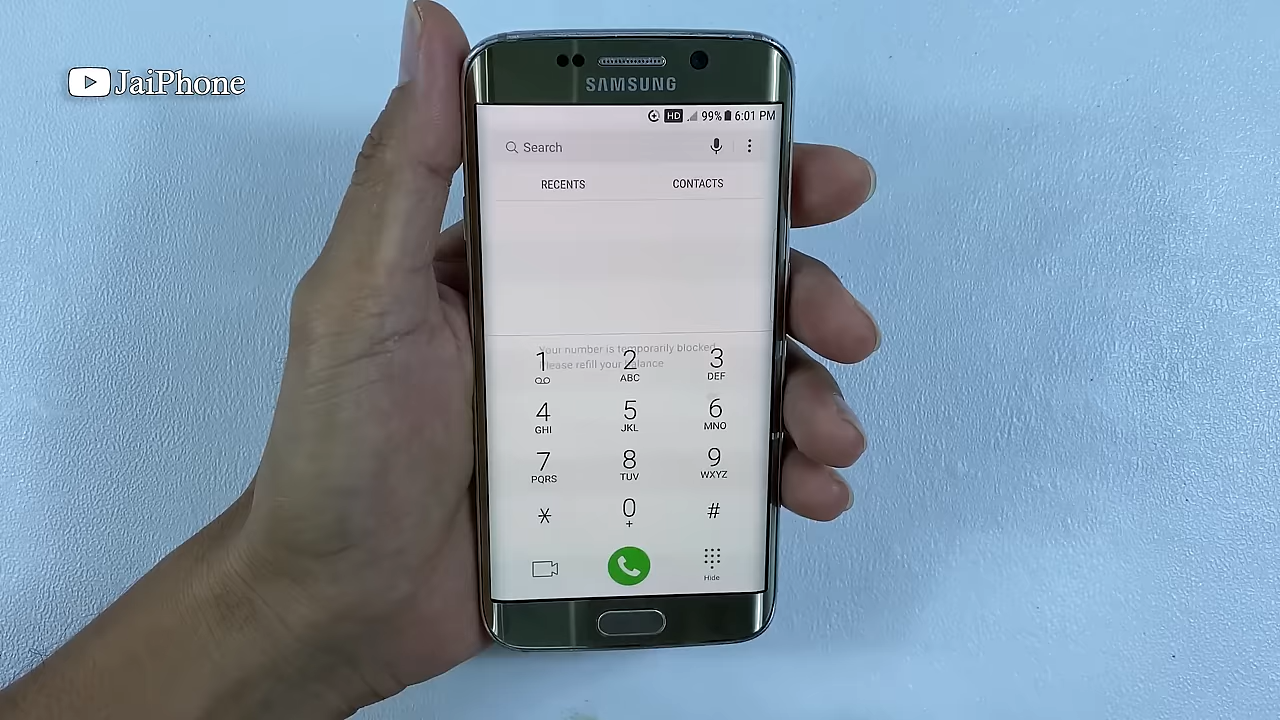 JaiPhone
SAMSUNG
HD 99% 6:01 PM
Search
RECENTS CONTACTS
Your number is temporarily blocked
Please refill your balance
1 2 3
ABC DEF
4 5 6
GHI JKL MNO
7 8 9
PQRS TUV WXYZ
* 0 #
+
Hide